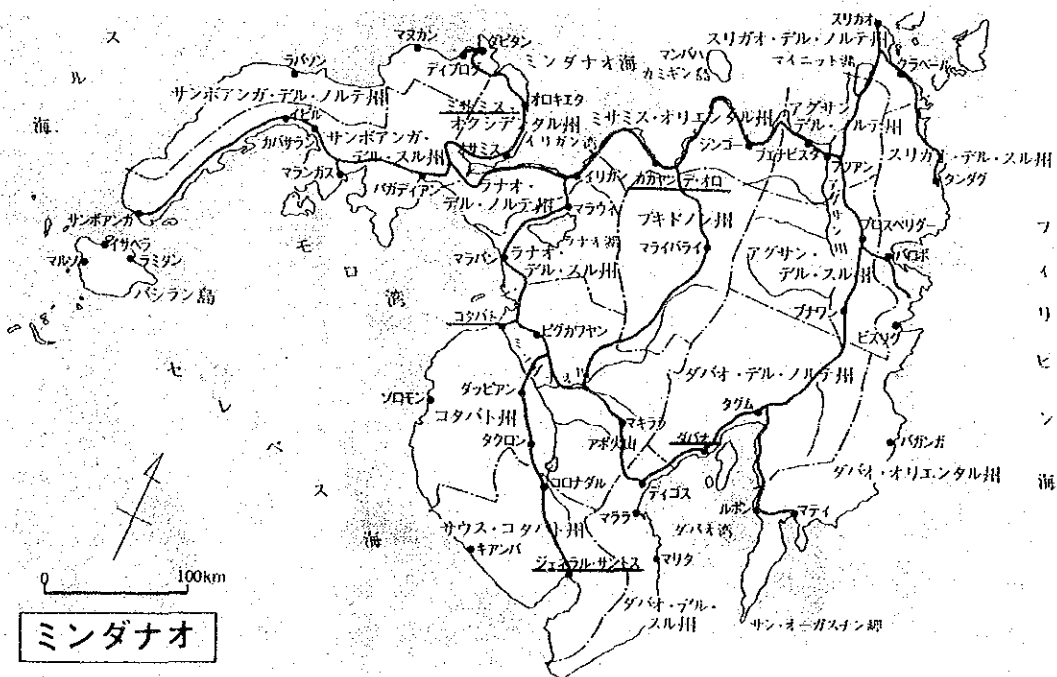 スリガオ
スリガオ・デル・ノルテ州
マイニット湖
クラベール
マヌカン
ダピタン
ディプログ
ミンダナオ海
マンバハ
カミギン島
スルー海
ラバソン
サンボアンガ・デル・ノルテ州
ミサミス・
オクシデンタル州
オロキエタ
ミサミス・オリエンタル州
アグサン・
デル・ノルテ州
イピル
カバサラン
サンボアンガ・
デル・スル州
オサミス
イリガン湾
シンゴー
ブエナビスタ
ブツアン
スリガオ・デル・スル州
マランガス
パガディアン
イリガン
カガヤン・デ・オロ
タンダグ
ラナオ・
デル・ノルテ州
マラウイ
ブキドノン州
アグサン川
サンボアンガ
イサベラ
マルソ
ラミタン
バシラン島
モロ湾
ラナオ湖
マラバン
ラナオ・
デル・スル州
マライバライ
アグサン・
デル・スル州
プロスペリダー
バロボ
フィリピン海
コタバト
ピグカワヤン
ブナワン
ビスリグ
セレベス海
ダッピアン
ソロモン
コタバト州
ダバオ・デル・ノルテ州
タグム
マキララ
タクロン
アポ火山
ダバオ
バガンガ
ダバオ・オリエンタル州
コロナダル
ディゴス
ルポン
マティ
マララ
ダバオ湾
サウス・コタバト州
キアンバ
マリタ
ジェネラル・サントス
0
100km
ダバオ・デル・
スル州
サン・オーガスチン岬
ミンダナオ